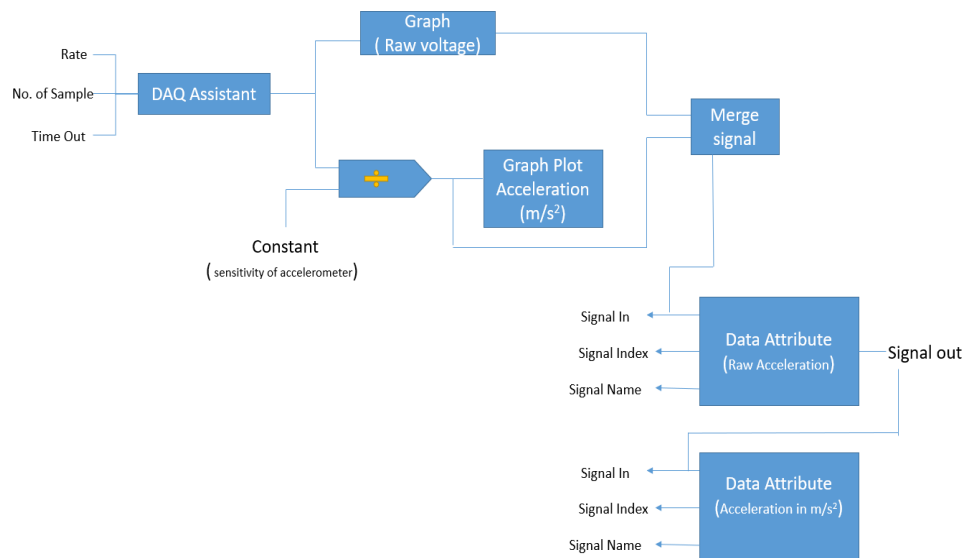 Graph
( Raw voltage)
Rate
No. of Sample
Time Out
DAQ Assistant
Merge
signal
Graph Plot
Acceleration
(m/s²)
Constant
( sensitivity of accelerometer)
Signal In
Signal Index
Signal Name
Data Attribute
(Raw Acceleration)
Signal out
Signal In
Signal Index
Signal Name
Data Attribute
(Acceleration in m/s²)